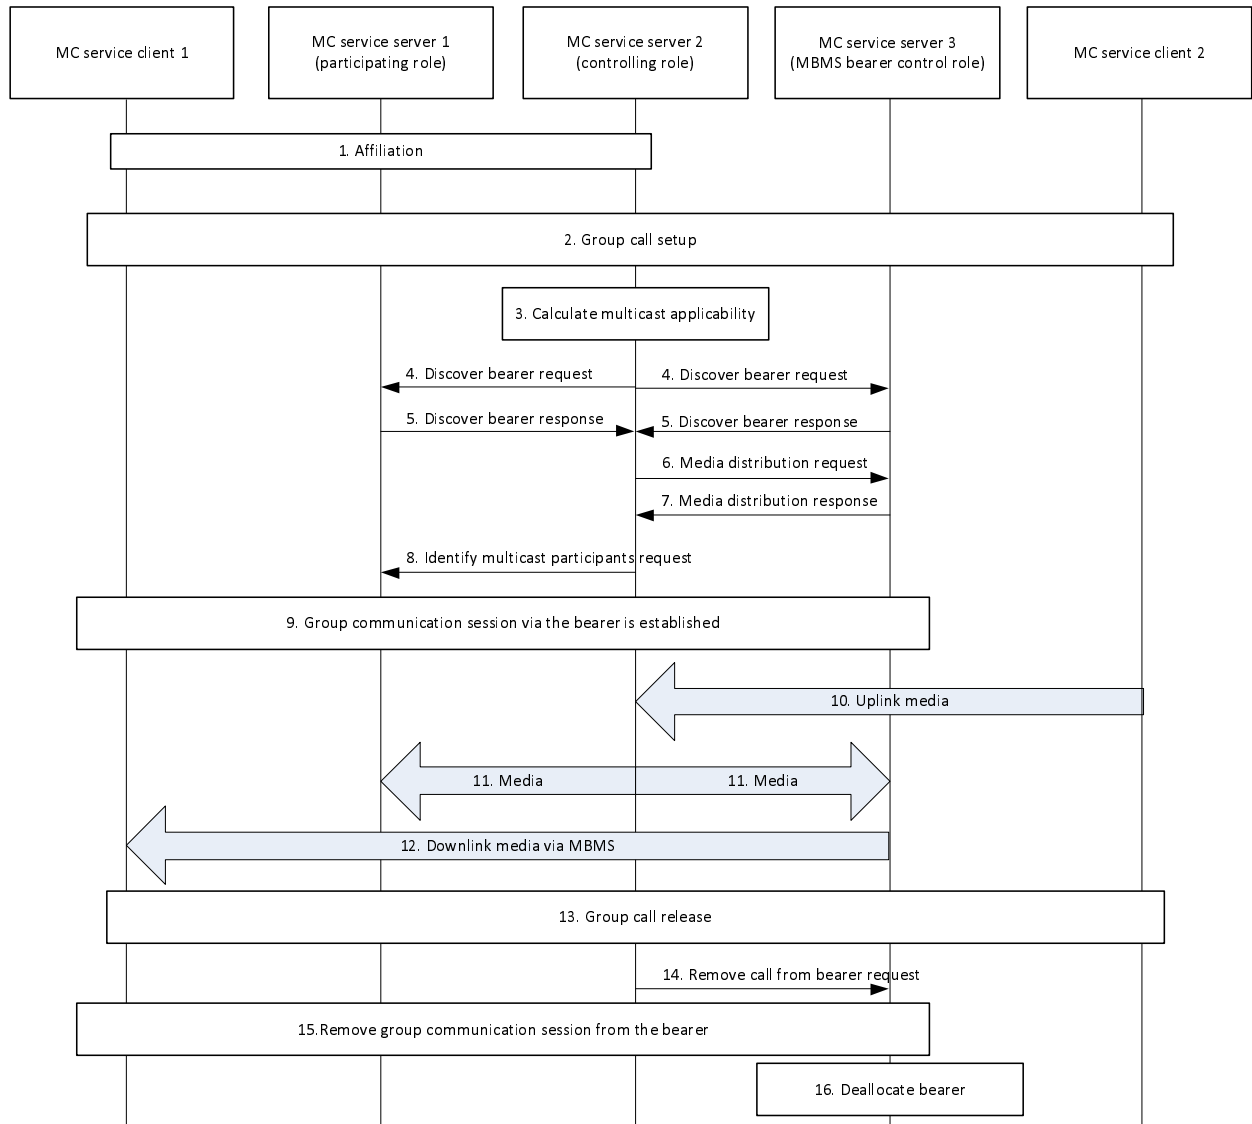 MC service client 1
MC service server 1
(participating role)
MC service server 2
(controlling role)
MC service server 3
(MBMS bearer control role)
MC service client 2
1. Affiliation
2. Group call setup
3. Calculate multicast applicability
4. Discover bearer request
4. Discover bearer request
5. Discover bearer response
5. Discover bearer response
6. Media distribution request
7. Media distribution response
8. Identify multicast participants request
9. Group communication session via the bearer is established
10. Uplink media
11. Media
11. Media
12. Downlink media via MBMS
13. Group call release
14. Remove call from bearer request
15.Remove group communication session from the bearer
16. Deallocate bearer